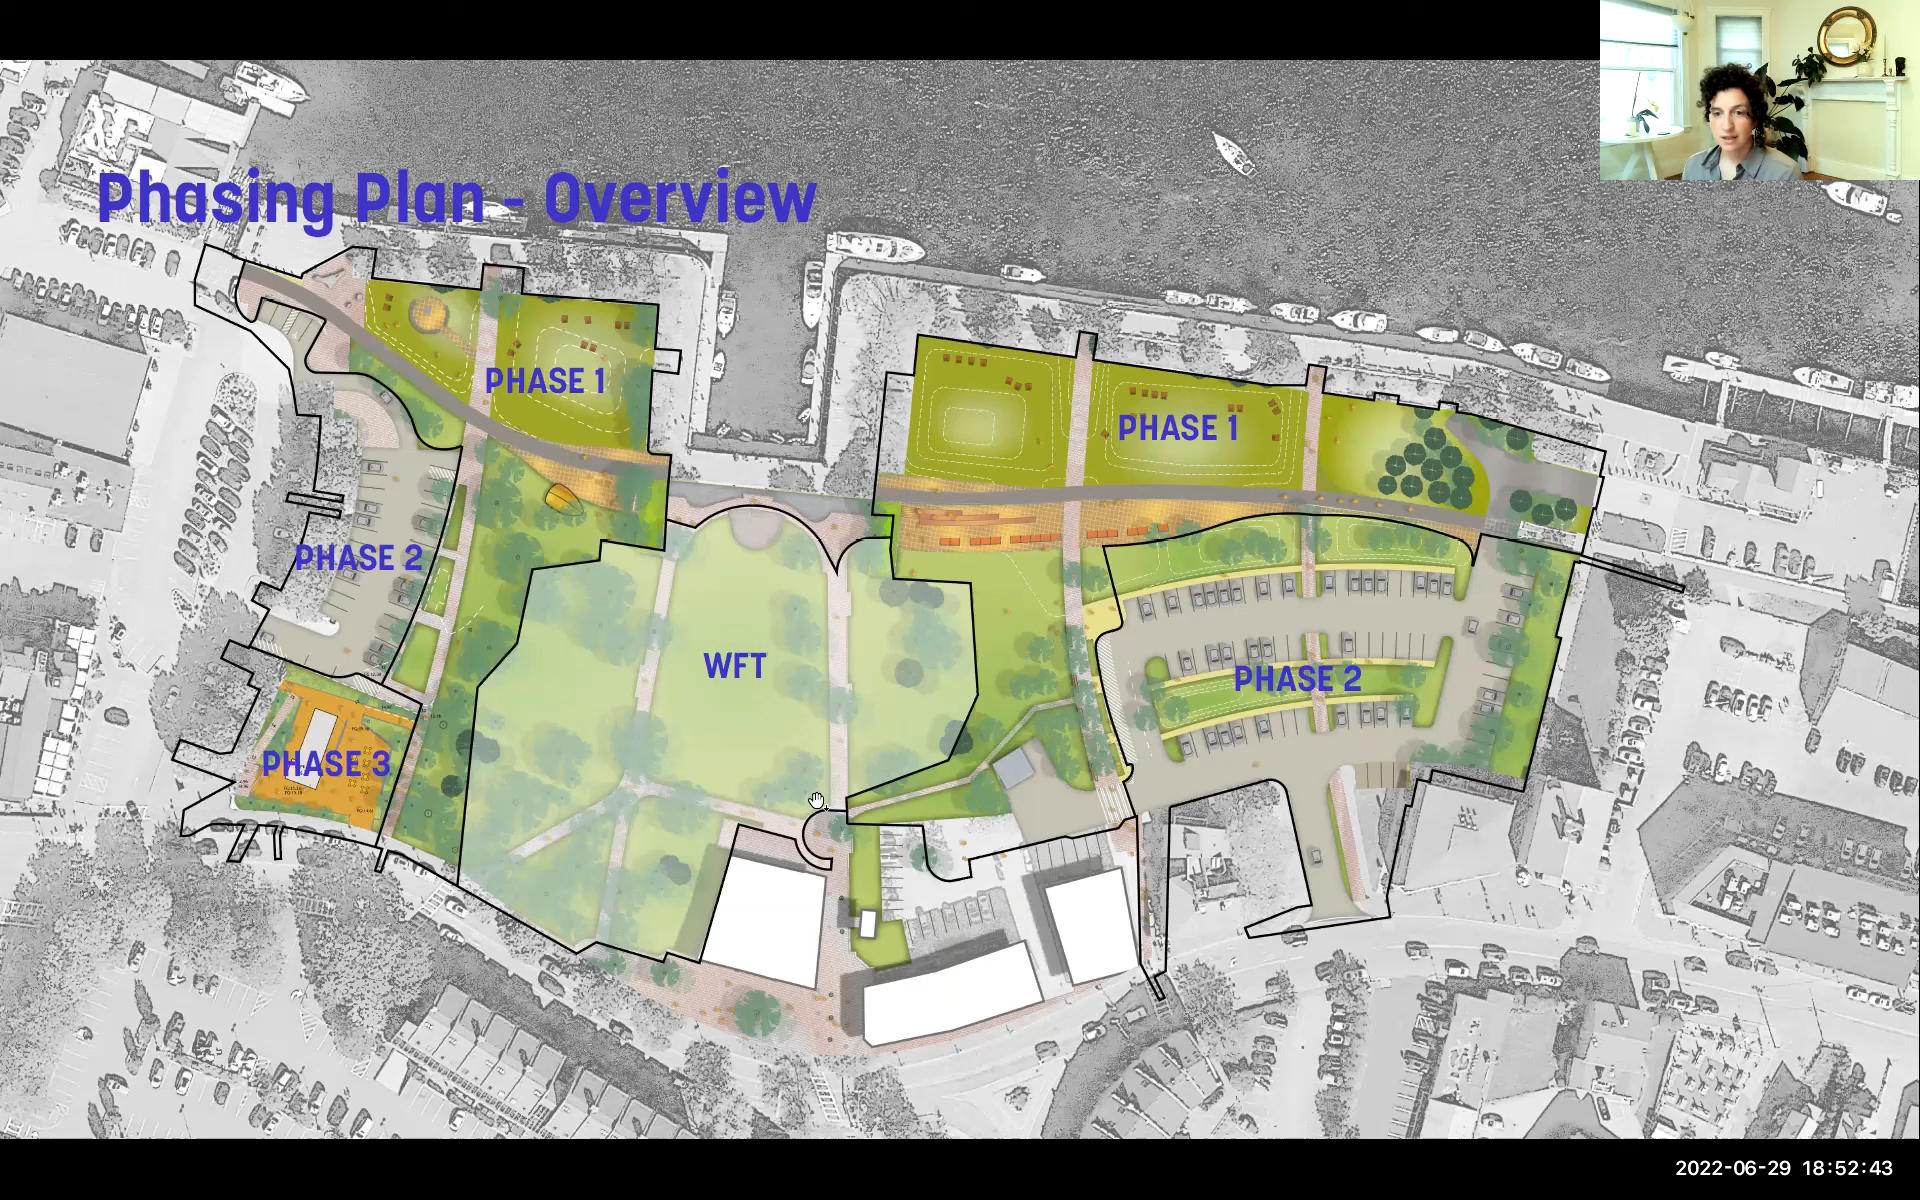 Phasing Plan - Overview
PHASE 1
PHASE 1
PHASE 2
WFT
PHASE 2
PHASE 3
2022-06-29 18:52:43